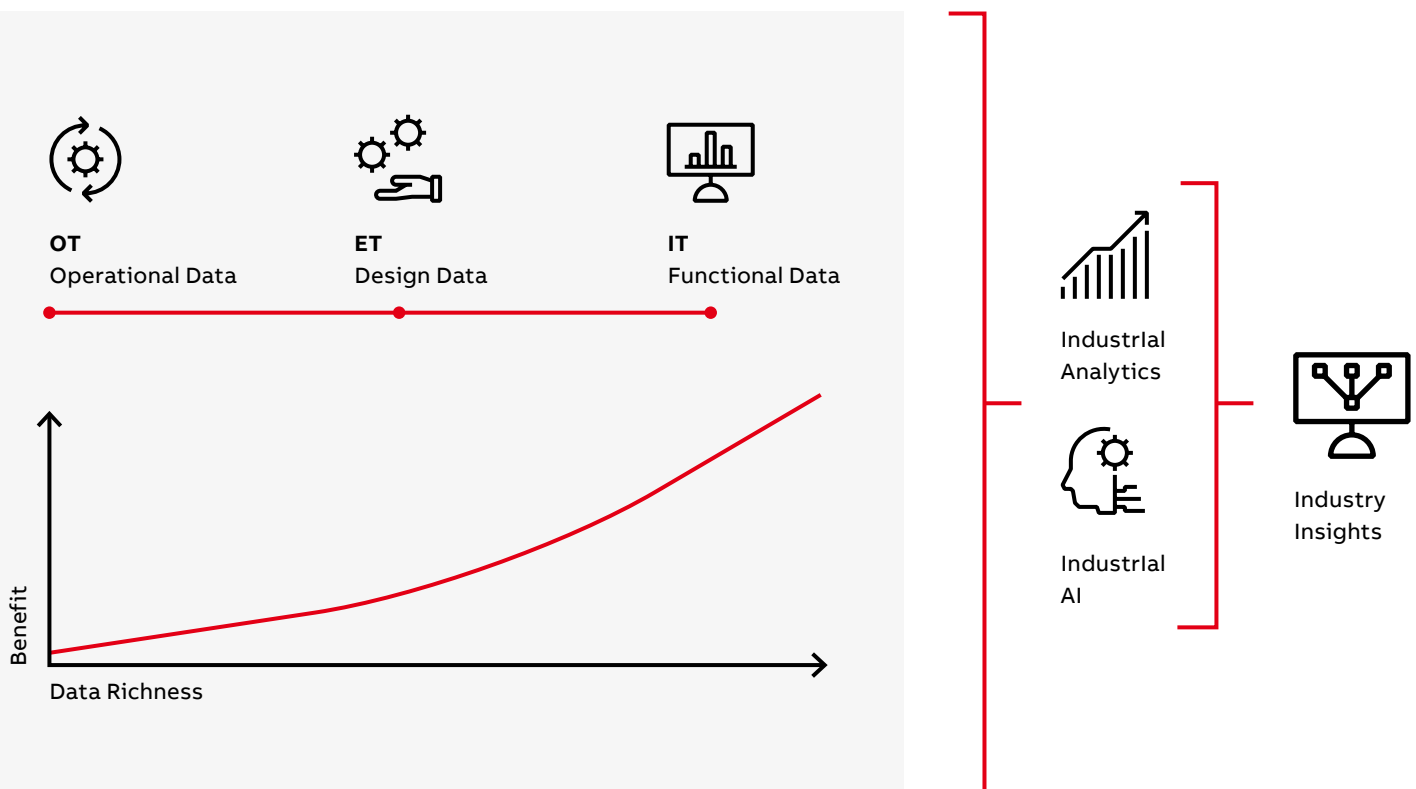 OT
Operational Data
ET
Design Data
IT
Functional Data
Benefit
Data Richness
IndustrIal
Analytics
IndustrIal
AI
Industry
Insights